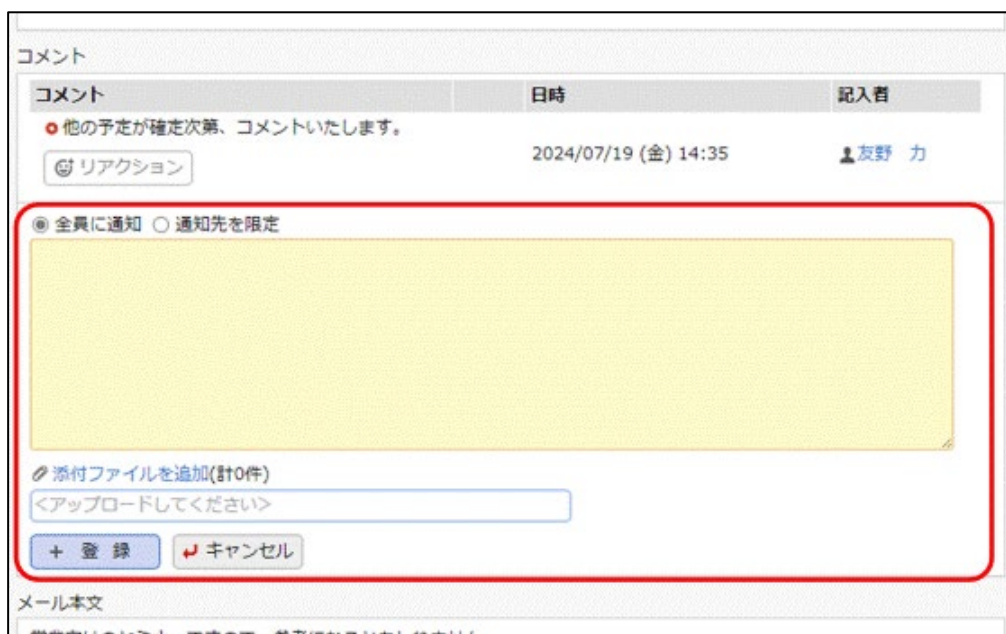 コメント
コメント 日時 記入者
他の予定が確定次第、コメントいたします。
リアクション 2024/07/19 (金) 14:35 友野 力
全員に通知 通知先を限定
添付ファイルを追加(計0件)
<アップロードしてください>
+ 登 録 キャンセル
メール本文